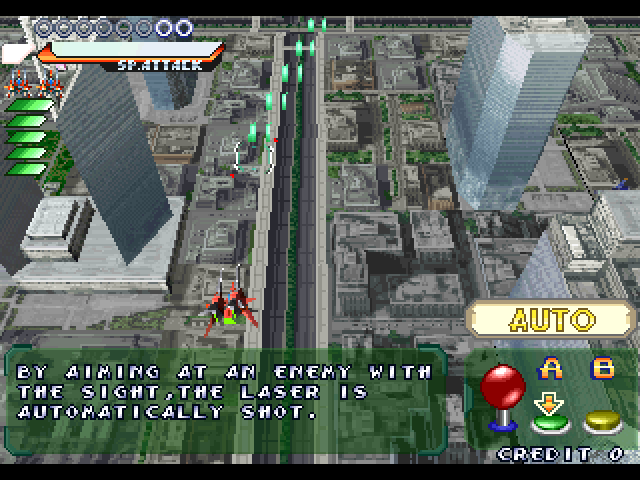 SP.ATTACK
AUTO
A B
BY AIMING AT AN ENEMY WITH
THE SIGHT,THE LASER IS
AUTOMATICALLY SHOT.
CREDIT 0